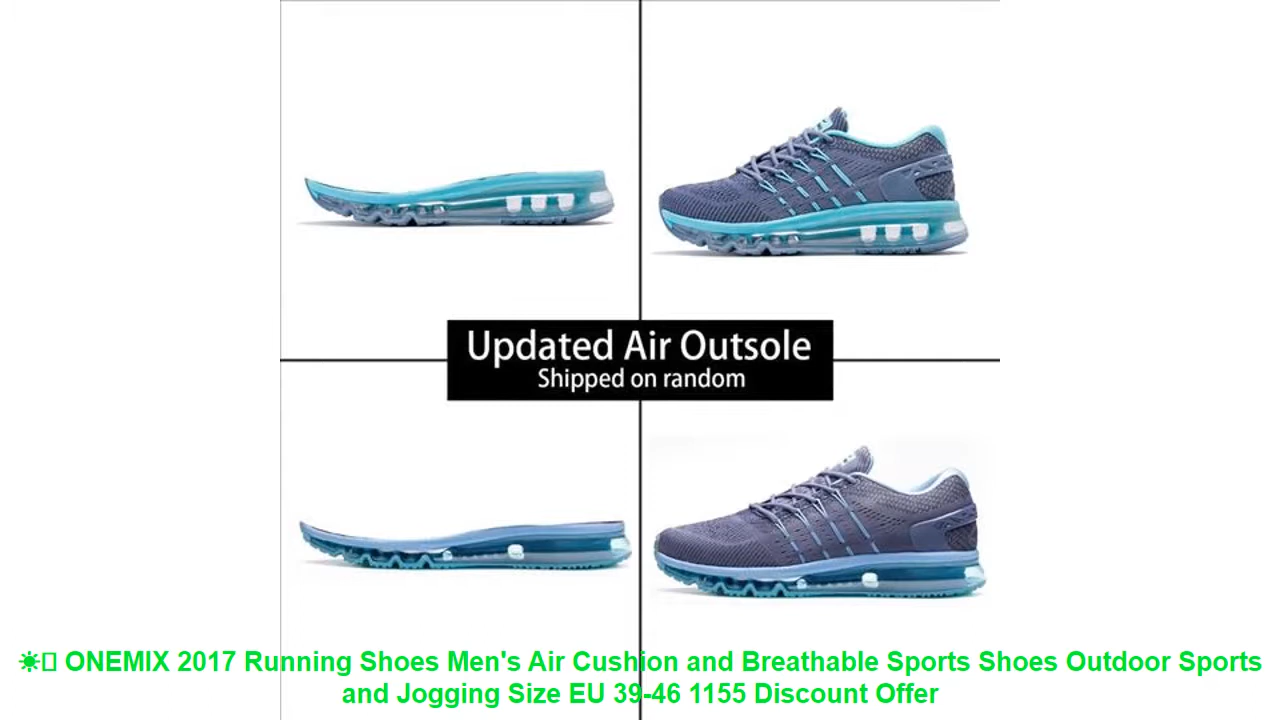 Updated Air Outsole
Shipped on random
☀▯ ONEMIX 2017 Running Shoes Men's Air Cushion and Breathable Sports Shoes Outdoor Sports
and Jogging Size EU 39-46 1155 Discount Offer